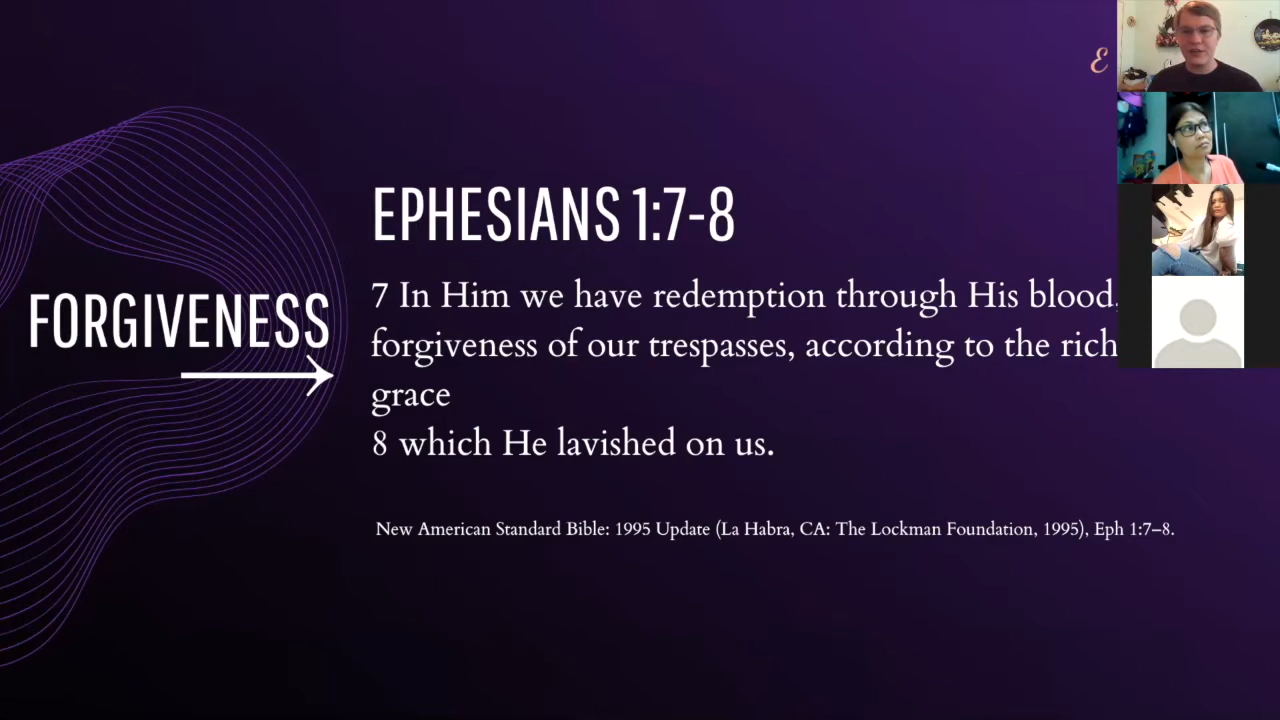 ℰ
FORGIVENESS
EPHESIANS 1:7-8
7 In Him we have redemption through His blood,
forgiveness of our trespasses, according to the rich
grace
8 which He lavished on us.
New American Standard Bible: 1995 Update (La Habra, CA: The Lockman Foundation, 1995), Eph 1:7–8.